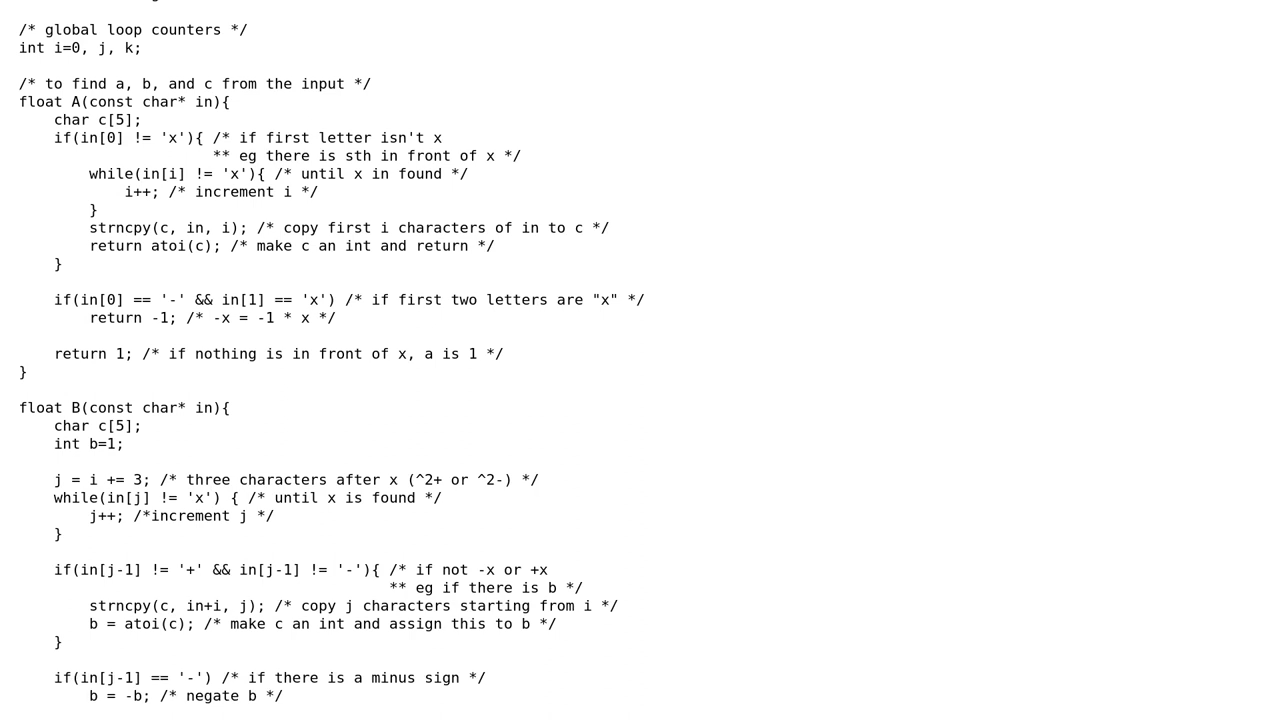 /* global loop counters */
int i=0, j, k;
/* to find a, b, and c from the input */
float A(const char* in){
    char c[5];
    if(in[0] != 'x'){ /* if first letter isn't x
                      ** eg there is sth in front of x */
        while(in[i] != 'x'){ /* until x in found */
            i++; /* increment i */
        }
        strncpy(c, in, i); /* copy first i characters of in to c */
        return atoi(c); /* make c an int and return */
    }
    if(in[0] == '-' && in[1] == 'x') /* if first two letters are "x" */
        return -1; /* -x = -1 * x */
    return 1; /* if nothing is in front of x, a is 1 */
}
float B(const char* in){
    char c[5];
    int b=1;
    j = i += 3; /* three characters after x (^2+ or ^2-) */
    while(in[j] != 'x') { /* until x is found */
        j++; /*increment j */
    }
    if(in[j-1] != '+' && in[j-1] != '-'){ /* if not -x or +x
                                          ** eg if there is b */
        strncpy(c, in+i, j); /* copy j characters starting from i */
        b = atoi(c); /* make c an int and assign this to b */
    }
    if(in[j-1] == '-') /* if there is a minus sign */
        b = -b; /* negate b */